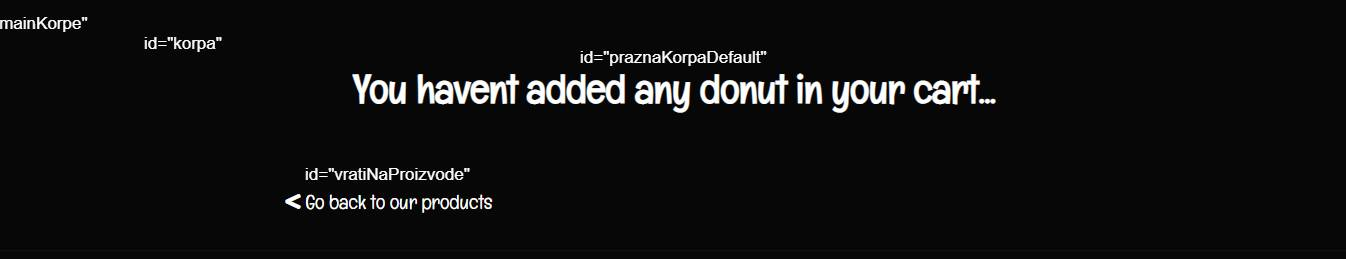 mainKorpe"
id="korpa"
id="praznaKorpaDefault"
You havent added any donut in your cart...
id="vratiNaProizvode"
< Go back to our products